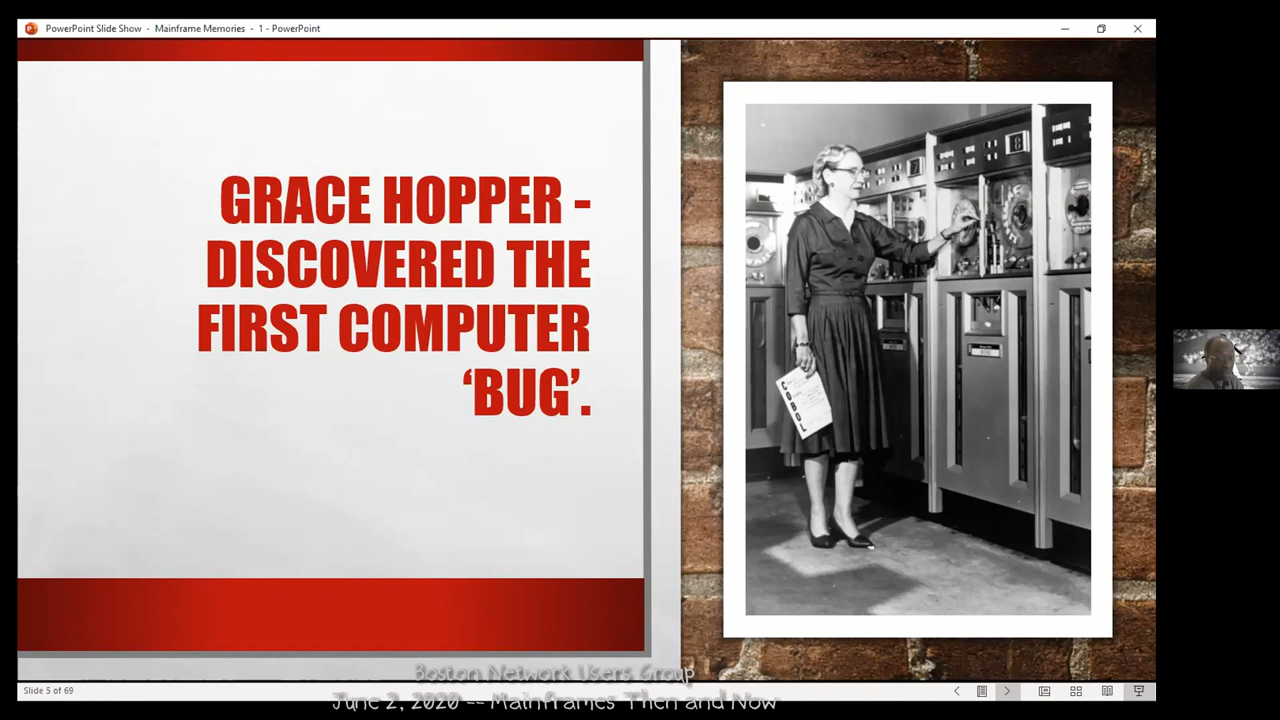 PowerPoint Slide Show - Mainframe Memories - 1 - PowerPoint
GRACE HOPPER -
DISCOVERED THE
FIRST COMPUTER
‘BUG’.
COBOL
Boston Network Users Group
Slide 5 of 69
June 2, 2020 -- Mainframes Then and Now